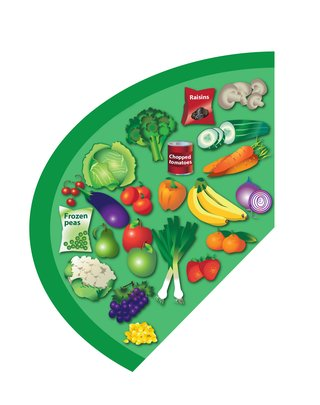 Raisins
Chopped
tomatoes
Frozen
peas